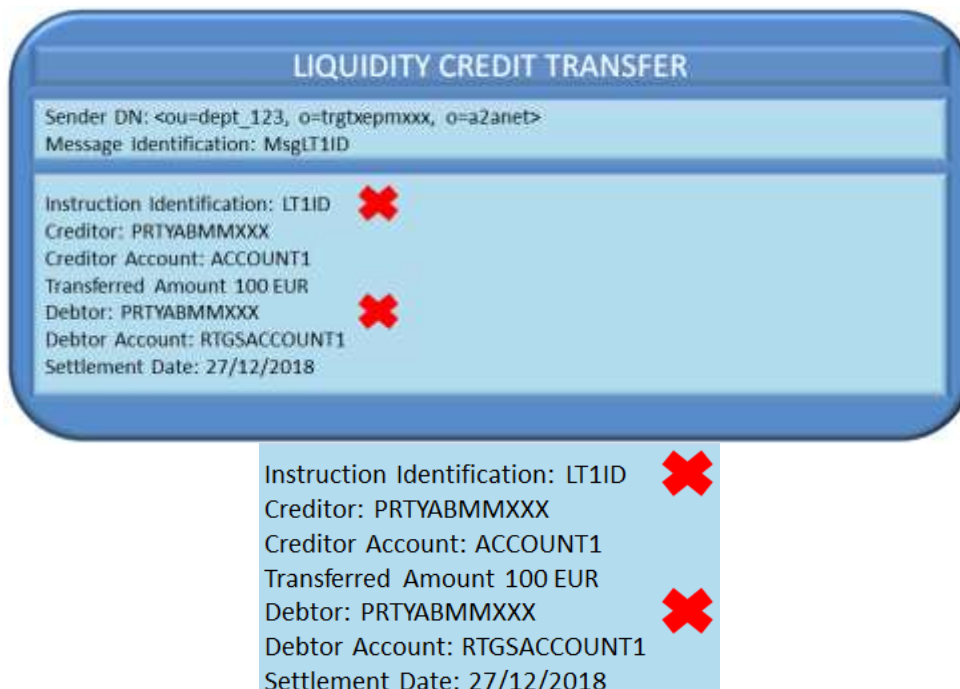 LIQUIDITY CREDIT TRANSFER
Sender DN: <ou=dept_123, o=trgtxepmxxx, o=a2anet>
Message Identification: MsgLT1ID
Instruction Identification: LT1ID
Creditor: PRTYABMMXXX
Creditor Account: ACCOUNT1
Transferred Amount 100 EUR
Debtor: PRTYABMMXXX
Debtor Account: RTGSACCOUNT1
Settlement Date: 27/12/2018
Instruction Identification: LT1ID
Creditor: PRTYABMMXXX
Creditor Account: ACCOUNT1
Transferred Amount 100 EUR
Debtor: PRTYABMMXXX
Debtor Account: RTGSACCOUNT1
Settlement Date: 27/12/2018